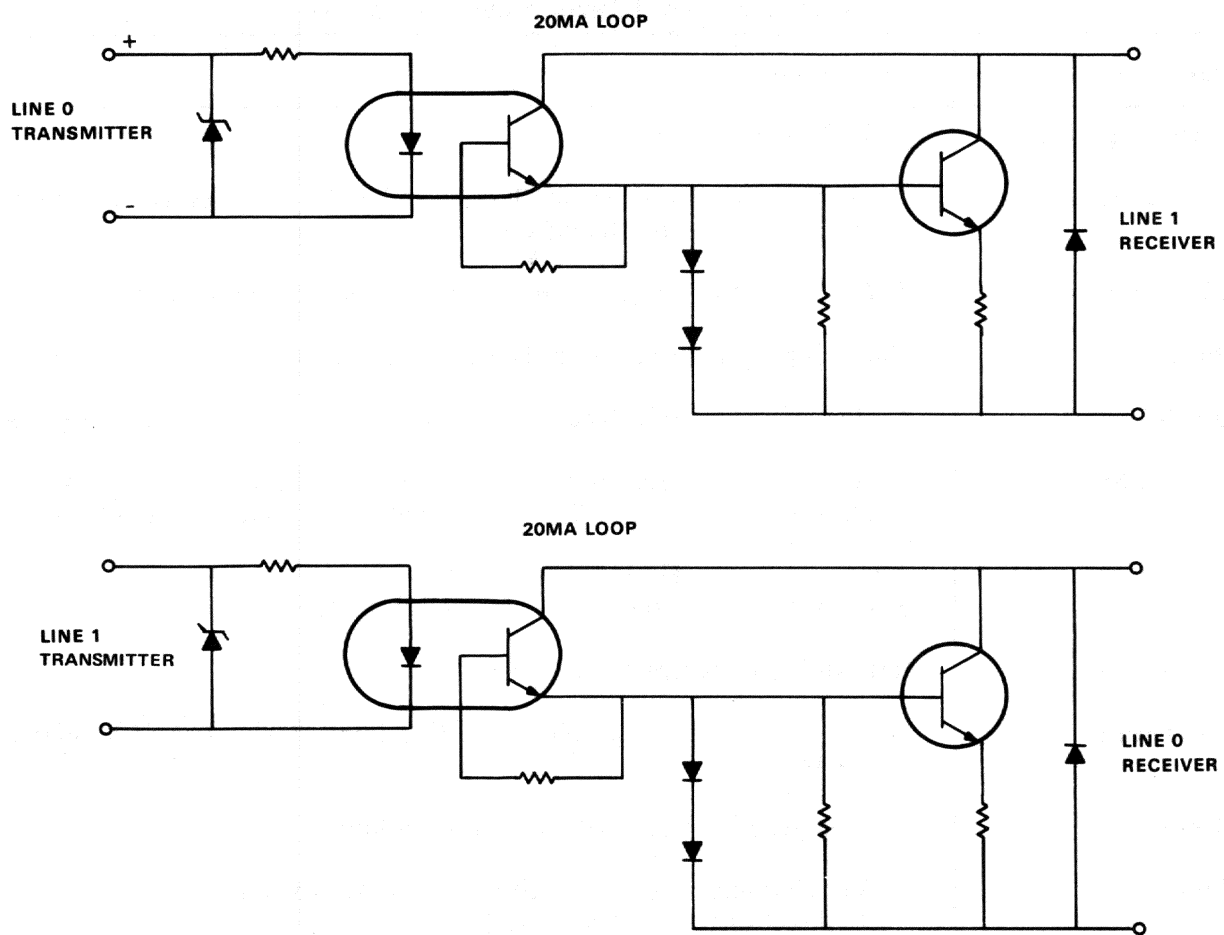 20MA LOOP
+
LINE 0
TRANSMITTER
-
LINE 1
RECEIVER
20MA LOOP
LINE 1
TRANSMITTER
LINE 0
RECEIVER